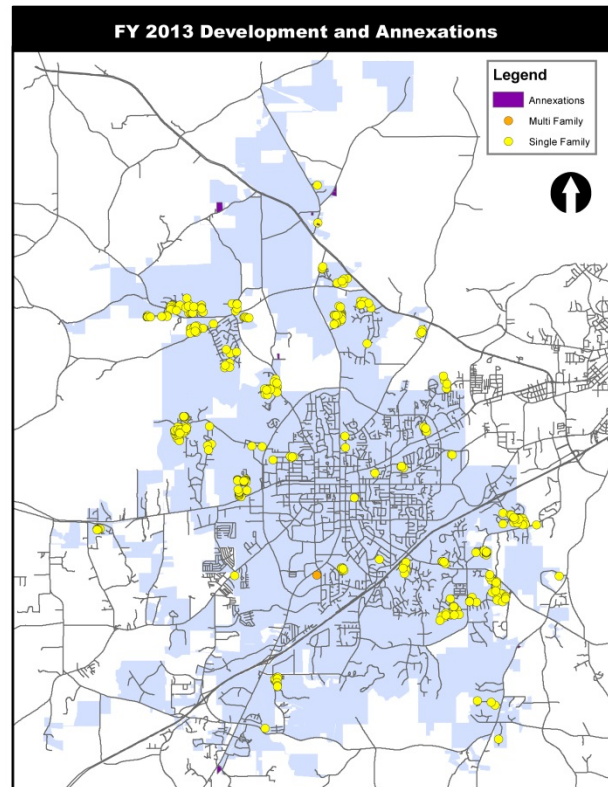 FY 2013 Development and Annexations
Legend
Annexations
Multi Family
Single Family